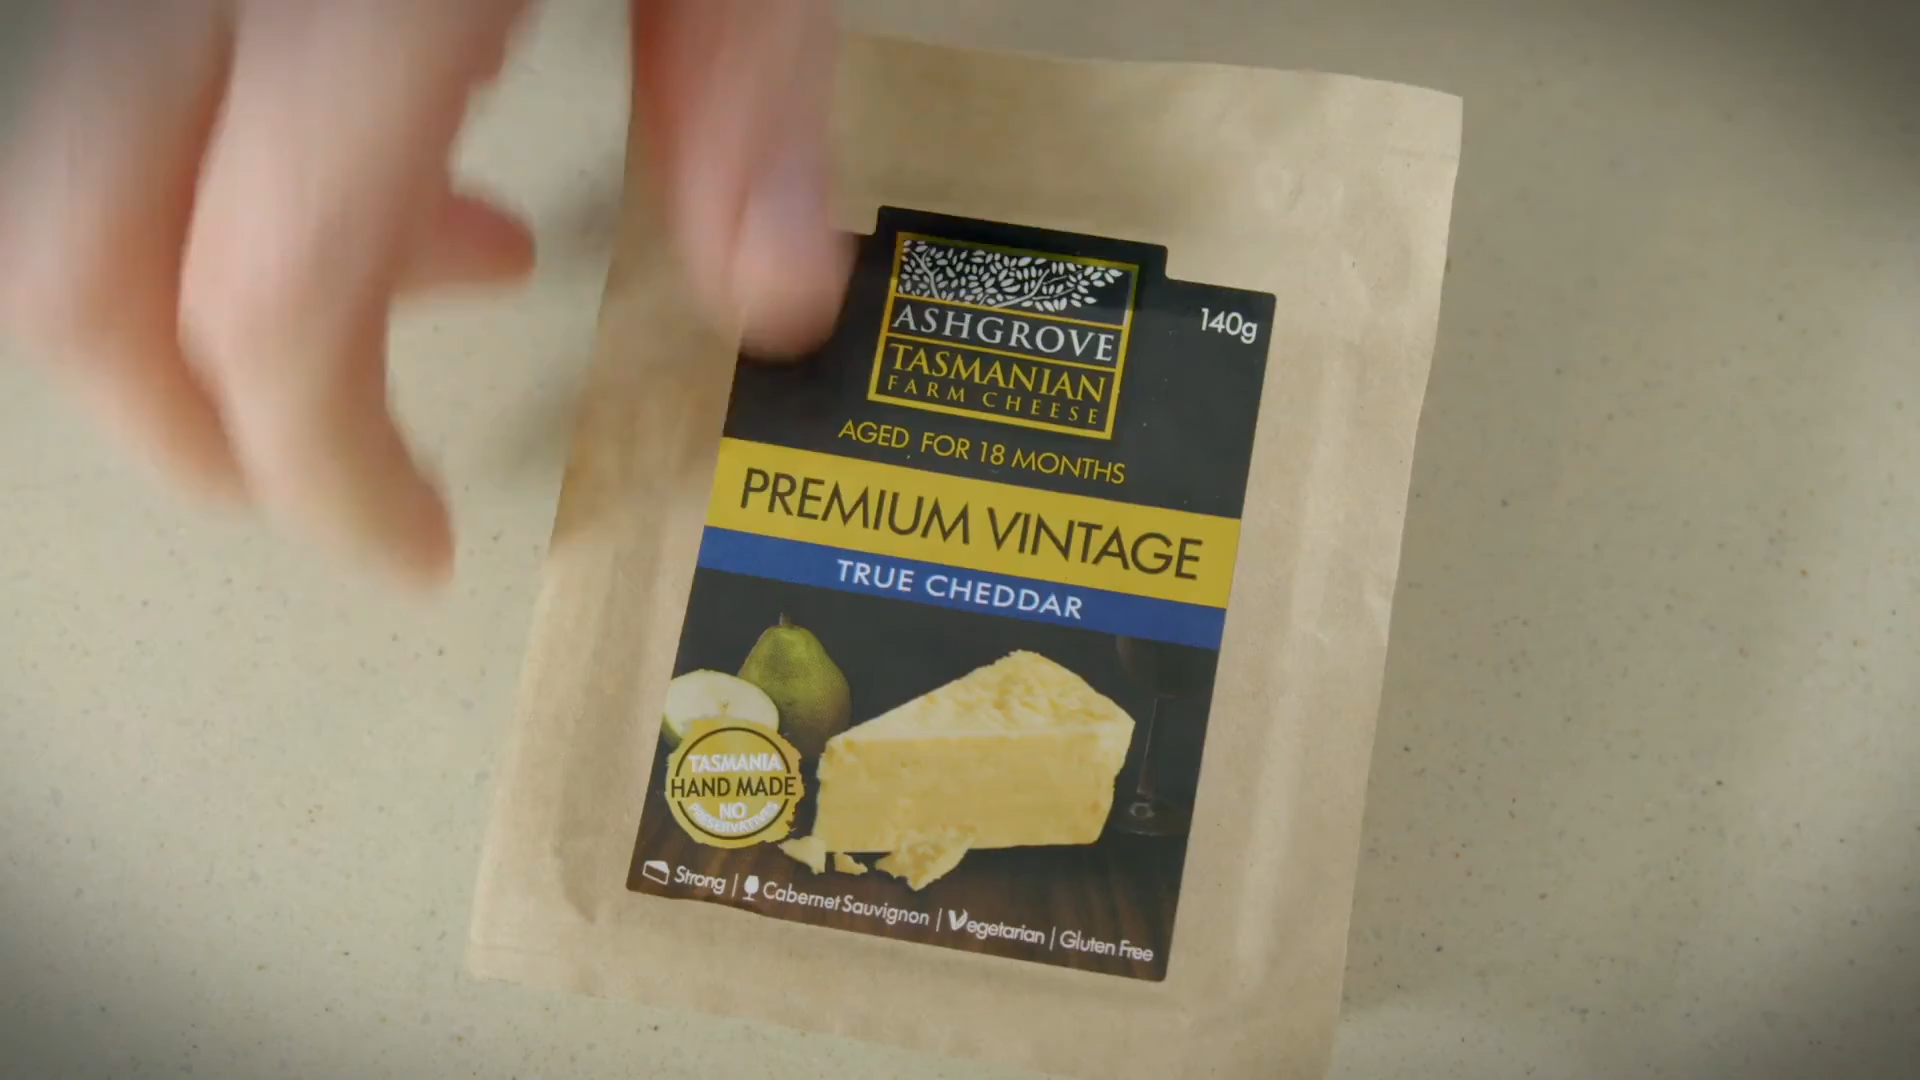 ASHGROVE
TASMANIAN
FARM CHEESE
140g
AGED FOR 18 MONTHS
PREMIUM VINTAGE
TRUE CHEDDAR
TASMANIA
HAND MADE
NO
PRESERVATIVES
Strong | Cabernet Sauvignon | Vegetarian | Gluten Free